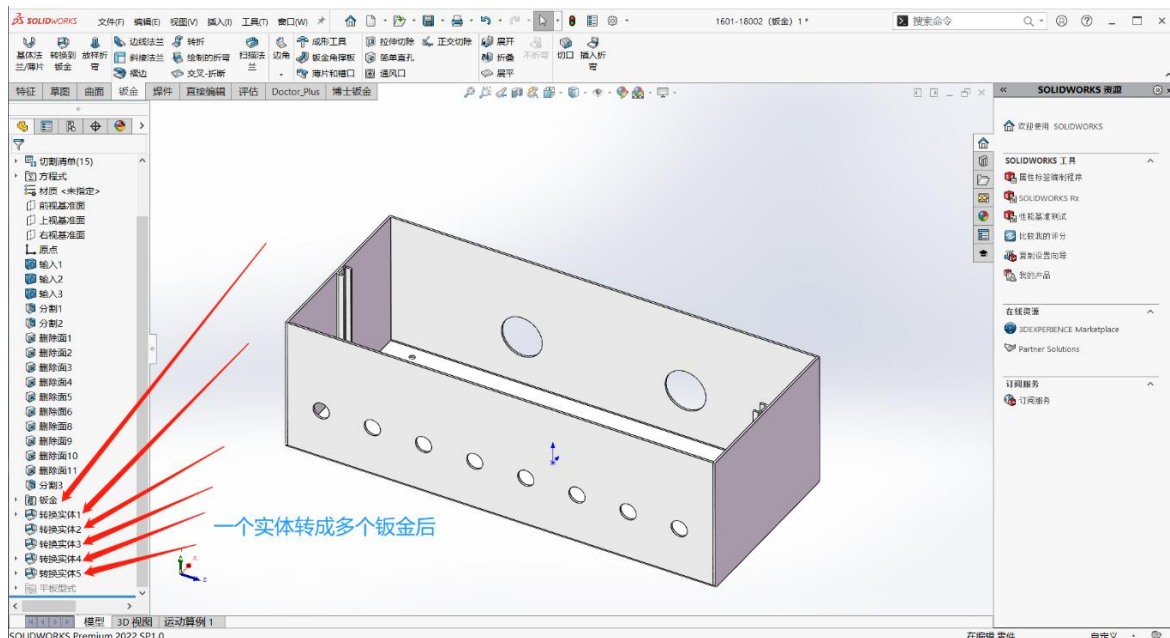 SOLIDWORKS 文件(F) 编辑(E) 视图(V) 插入(I) 工具(T) 窗口(W) 1601-18002 (钣金) 1 * 搜索命令
基体法兰/薄片 转换到钣金 放样折弯 边线法兰 转折 扫描法兰 边角 成形工具 拉伸切除 正交切除 展开 不折弯 切口 插入折弯
斜接法兰 绘制的折弯 钣金角撑板 简单直孔 折叠
褶边 交叉-折断 薄片和槽口 通风口 展平
特征 草图 曲面 钣金 焊件 直接编辑 评估 Doctor_Plus 博士钣金
SOLIDWORKS 资源
切割清单(15)
方程式
材质 <未指定>
前视基准面
上视基准面
右视基准面
原点
输入1
输入2
输入3
分割1
分割2
删除面1
删除面2
删除面3
删除面4
删除面5
删除面6
删除面8
删除面9
删除面10
删除面11
分割3
钣金
转换实体1
转换实体2
转换实体3
转换实体4
转换实体5
平板型式
一个实体转成多个钣金后
x
Z
欢迎使用 SOLIDWORKS
SOLIDWORKS 工具
属性标签编制程序
SOLIDWORKS Rx
性能基准测试
比较我的评分
复制设置向导
我的产品
在线资源
3DEXPERIENCE Marketplace
Partner Solutions
订阅服务
订阅服务
模型 3D 视图 运动算例 1
SOLIDWORKS Premium 2022 SP1.0 在编辑 零件 自定义